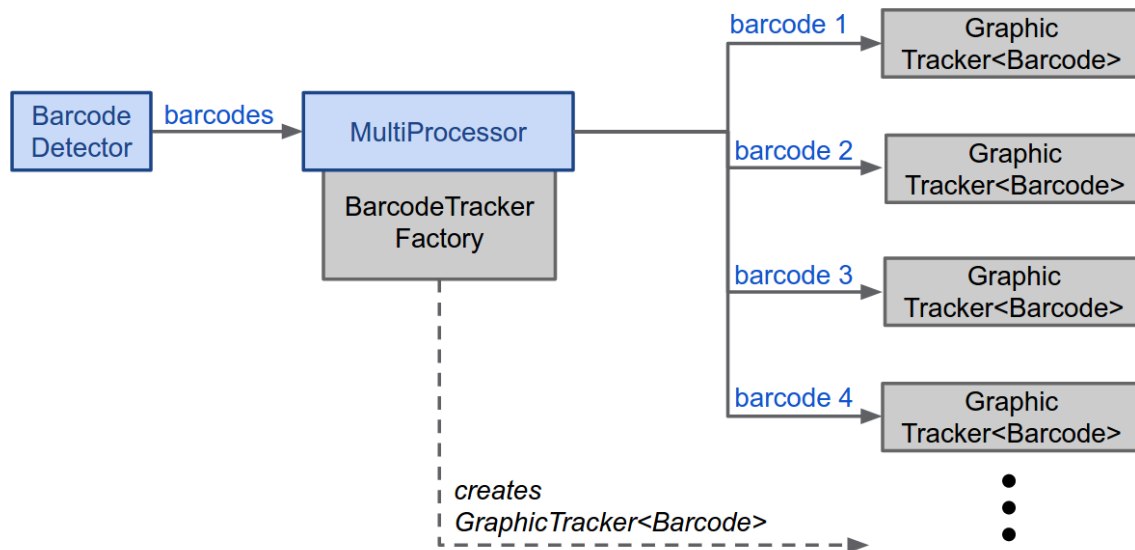 Barcode
Detector
barcodes
MultiProcessor
BarcodeTracker
Factory
barcode 1
Graphic
Tracker<Barcode>
barcode 2
Graphic
Tracker<Barcode>
barcode 3
Graphic
Tracker<Barcode>
barcode 4
Graphic
Tracker<Barcode>
creates
GraphicTracker<Barcode>